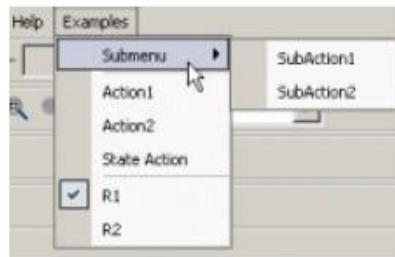 Help Examples
Submenu SubAction1
Action1 SubAction2
Action2
State Action
R1
R2